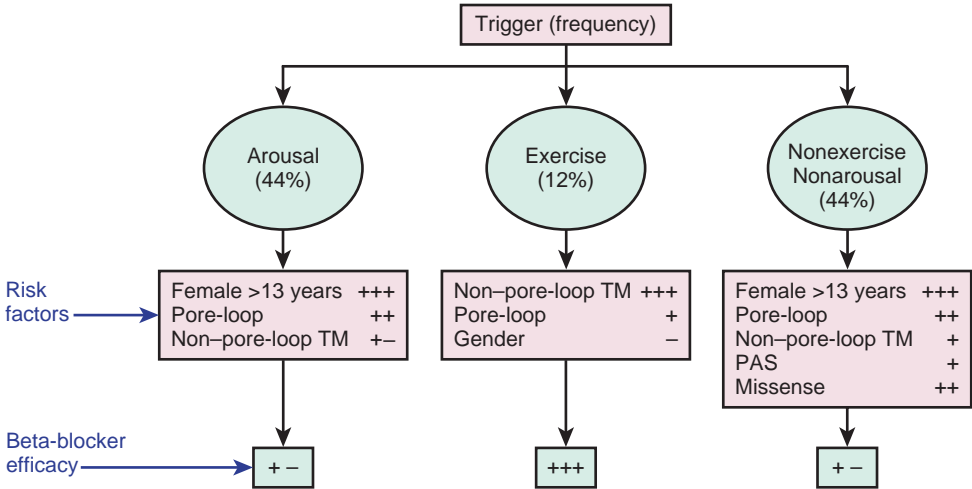 Trigger (frequency)
Arousal
(44%)
Exercise
(12%)
Nonexercise
Nonarousal
(44%)
Risk
factors
Female >13 years +++
Pore-loop ++
Non–pore-loop TM +–
Non–pore-loop TM +++
Pore-loop +
Gender –
Female >13 years +++
Pore-loop ++
Non–pore-loop TM +
PAS +
Missense ++
Beta-blocker
efficacy
+ –
+++
+ –